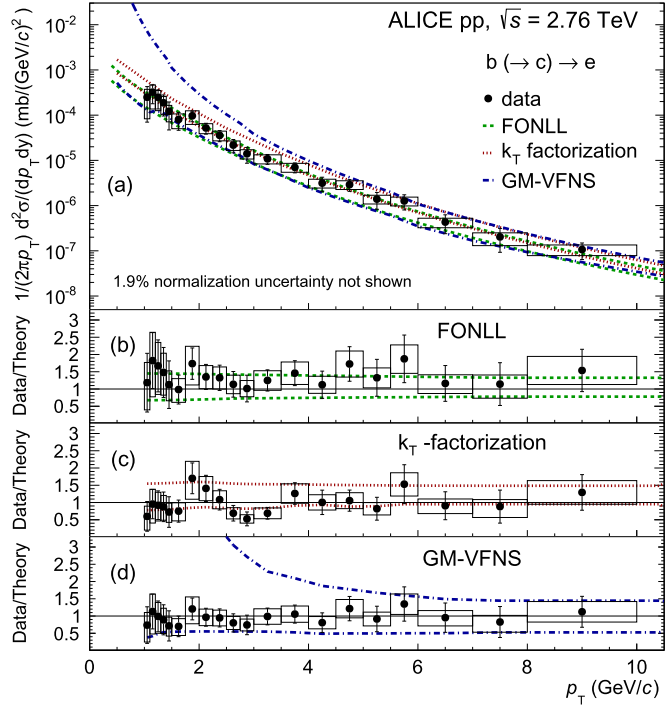 ALICE pp, √s = 2.76 TeV
b (→ c) → e
data
FONLL
k_T factorization
GM-VFNS
1/(2πp_T) d²σ/(dp_T dy) (mb/(GeV/c)²)
10⁻²
10⁻³
10⁻⁴
10⁻⁵
10⁻⁶
10⁻⁷
10⁻⁸
(a)
1.9% normalization uncertainty not shown
Data/Theory
3
2.5
2
1.5
1
0.5
(b)
FONLL
Data/Theory
3
2.5
2
1.5
1
0.5
(c)
k_T -factorization
Data/Theory
3
2.5
2
1.5
1
0.5
(d)
GM-VFNS
0 2 4 6 8 10
p_T (GeV/c)